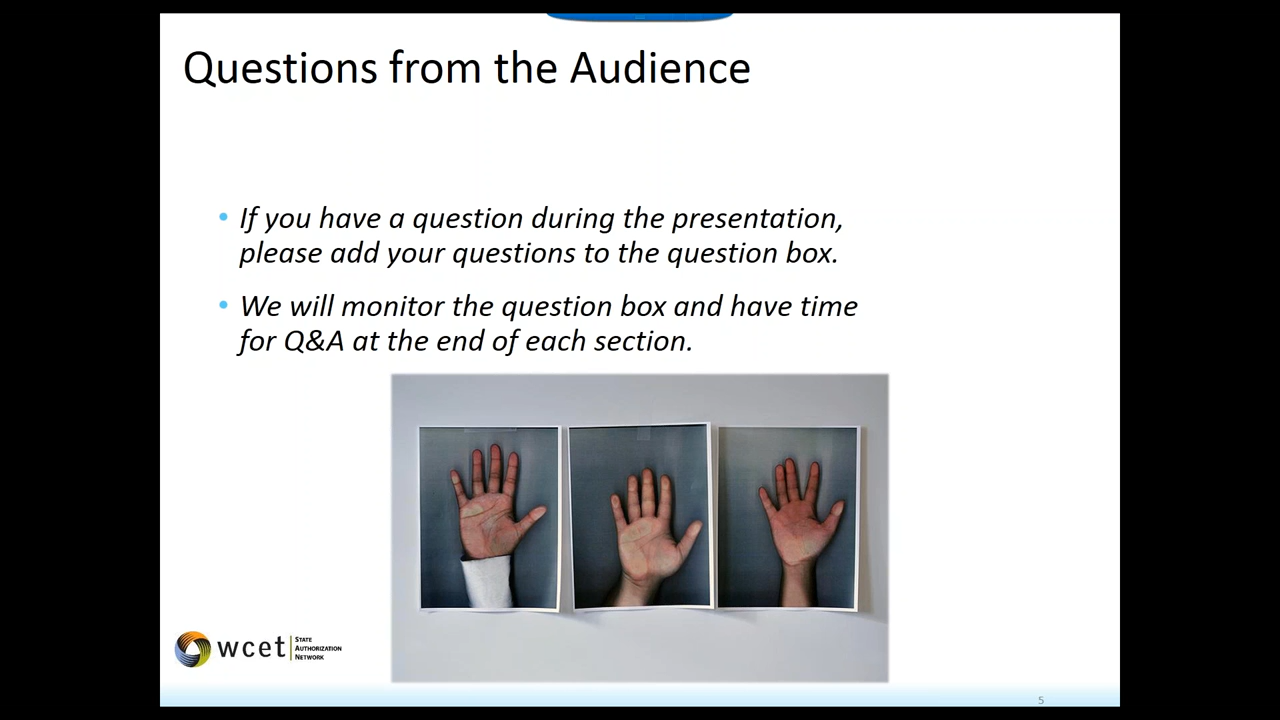 Questions from the Audience
• If you have a question during the presentation,
please add your questions to the question box.
• We will monitor the question box and have time
for Q&A at the end of each section.
wcet
STATE
AUTHORIZATION
NETWORK
5